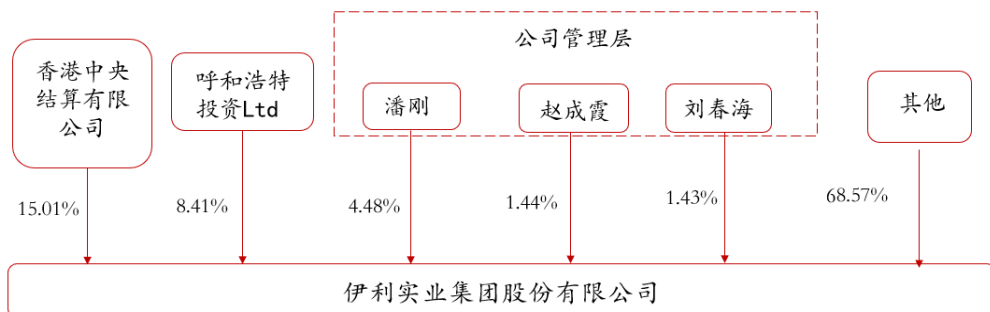 公司管理层
香港中央
结算有限
公司
呼和浩特
投资Ltd
潘刚
赵成霞
刘春海
其他
15.01%
8.41%
4.48%
1.44%
1.43%
68.57%
伊利实业集团股份有限公司